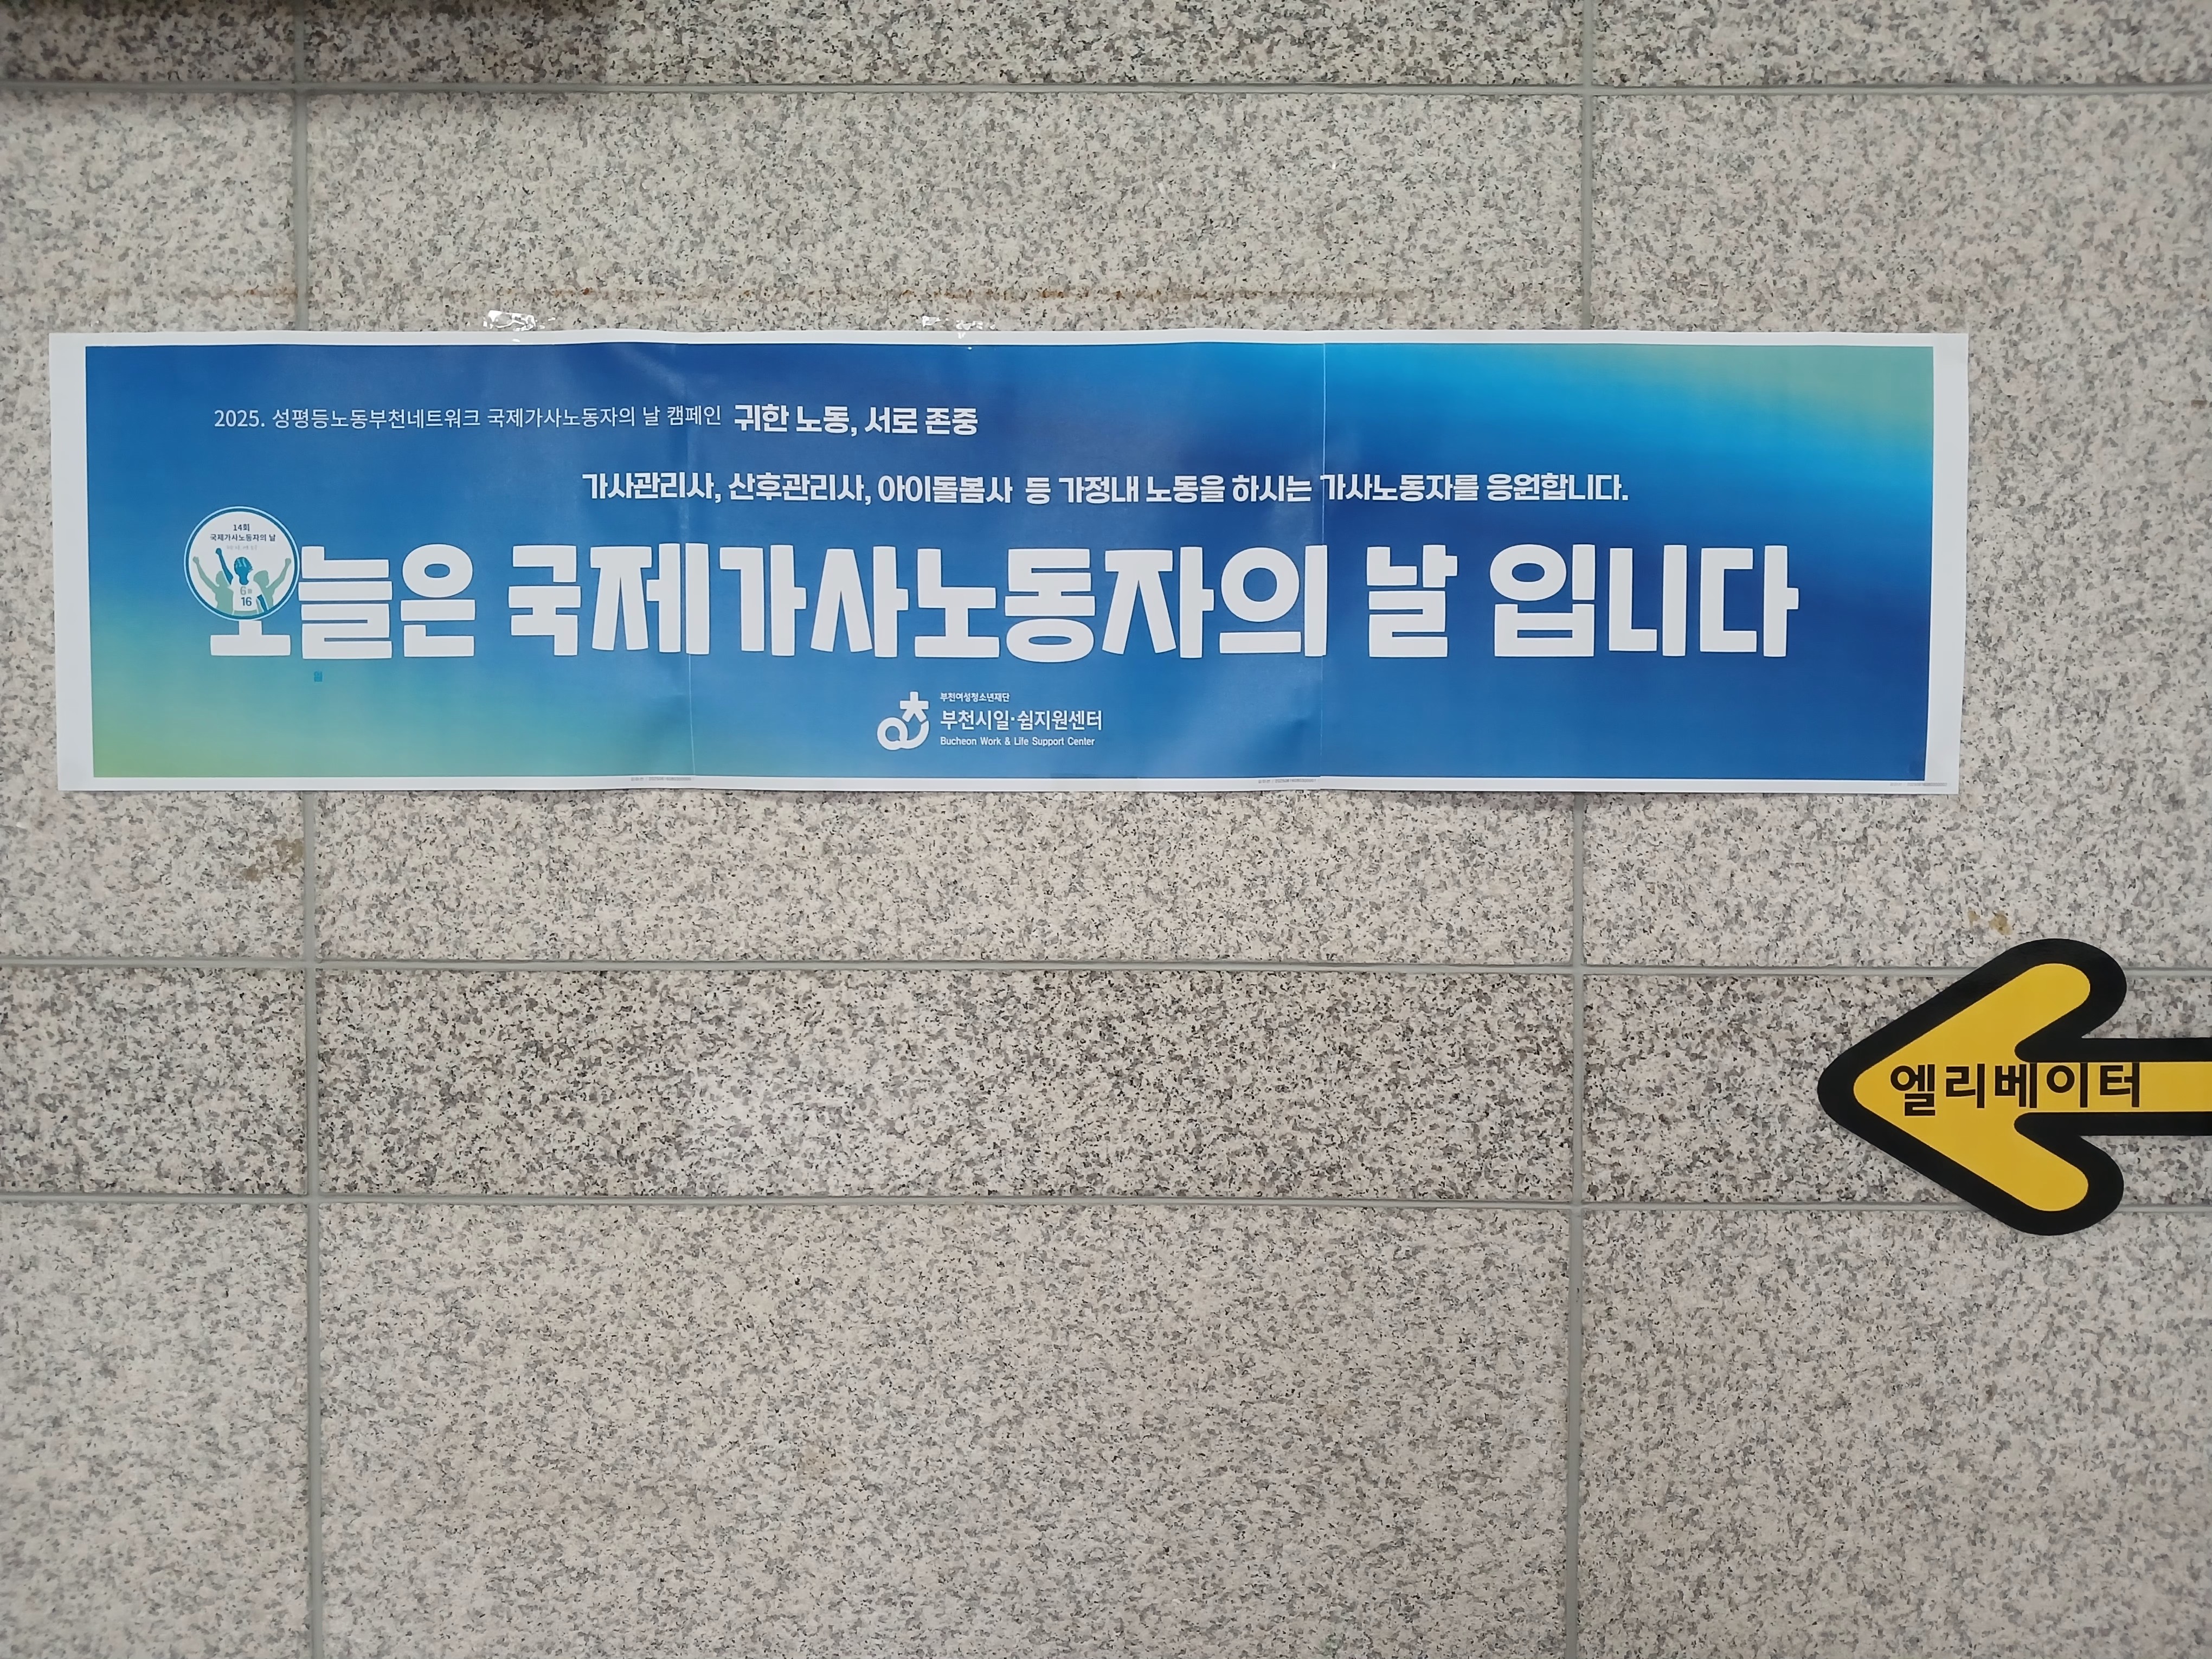 2025. 성평등노동부천네트워크 국제가사노동자의 날 캠페인 귀한 노동, 서로 존중
가사관리사, 산후관리사, 아이돌봄사 등 가정내 노동을 하시는 가사노동자를 응원합니다.
14회
국제가사노동자의 날
6월
16
오늘은 국제가사노동자의 날 입니다
부천여성청소년재단
부천시일·쉼지원센터
Bucheon Work & Life Support Center
엘리베이터